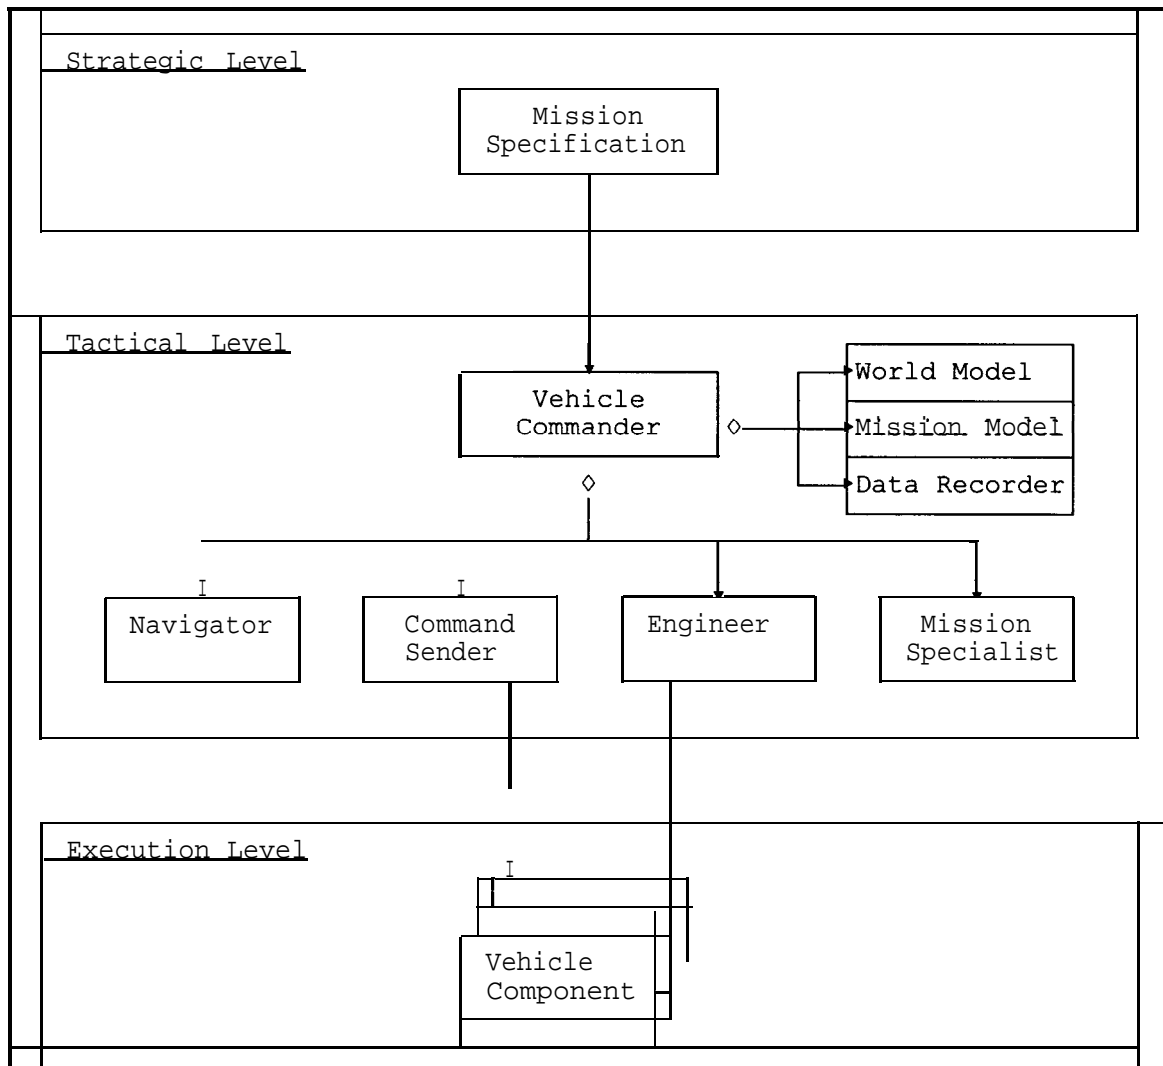 Strategic Level
Mission
Specification
Tactical Level
Vehicle
Commander
World Model
Mission Model
Data Recorder
I
I
Navigator
Command
Sender
Engineer
Mission
Specialist
Execution Level
I
Vehicle
Component